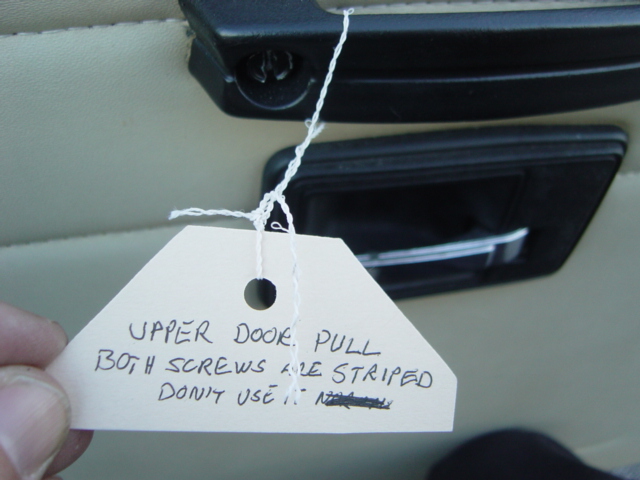 UPPER DOOR PULL
BOTH SCREWS ARE STRIPED
DON'T USE IT